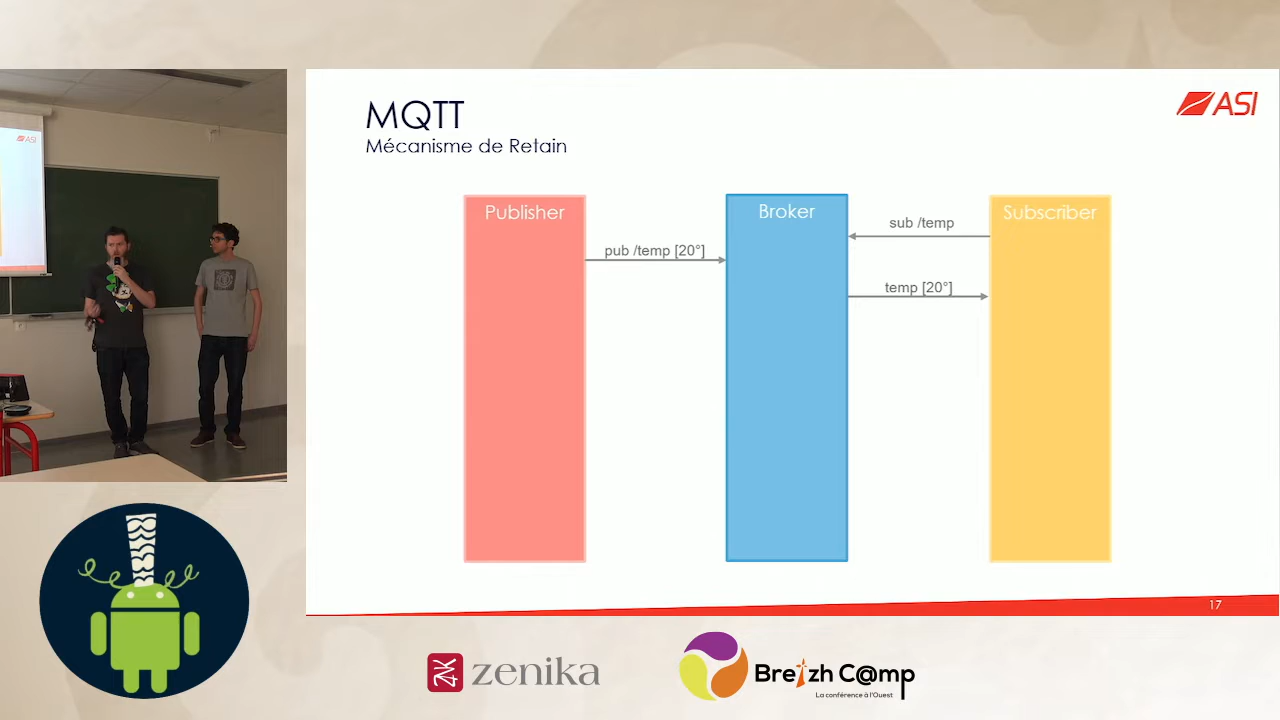 ASI
MQTT
Mécanisme de Retain
ASI
Publisher
Broker
Subscriber
sub /temp
pub /temp [20°]
temp [20°]
17
zenika
Breizh C@mp
La conférence à l'Ouest